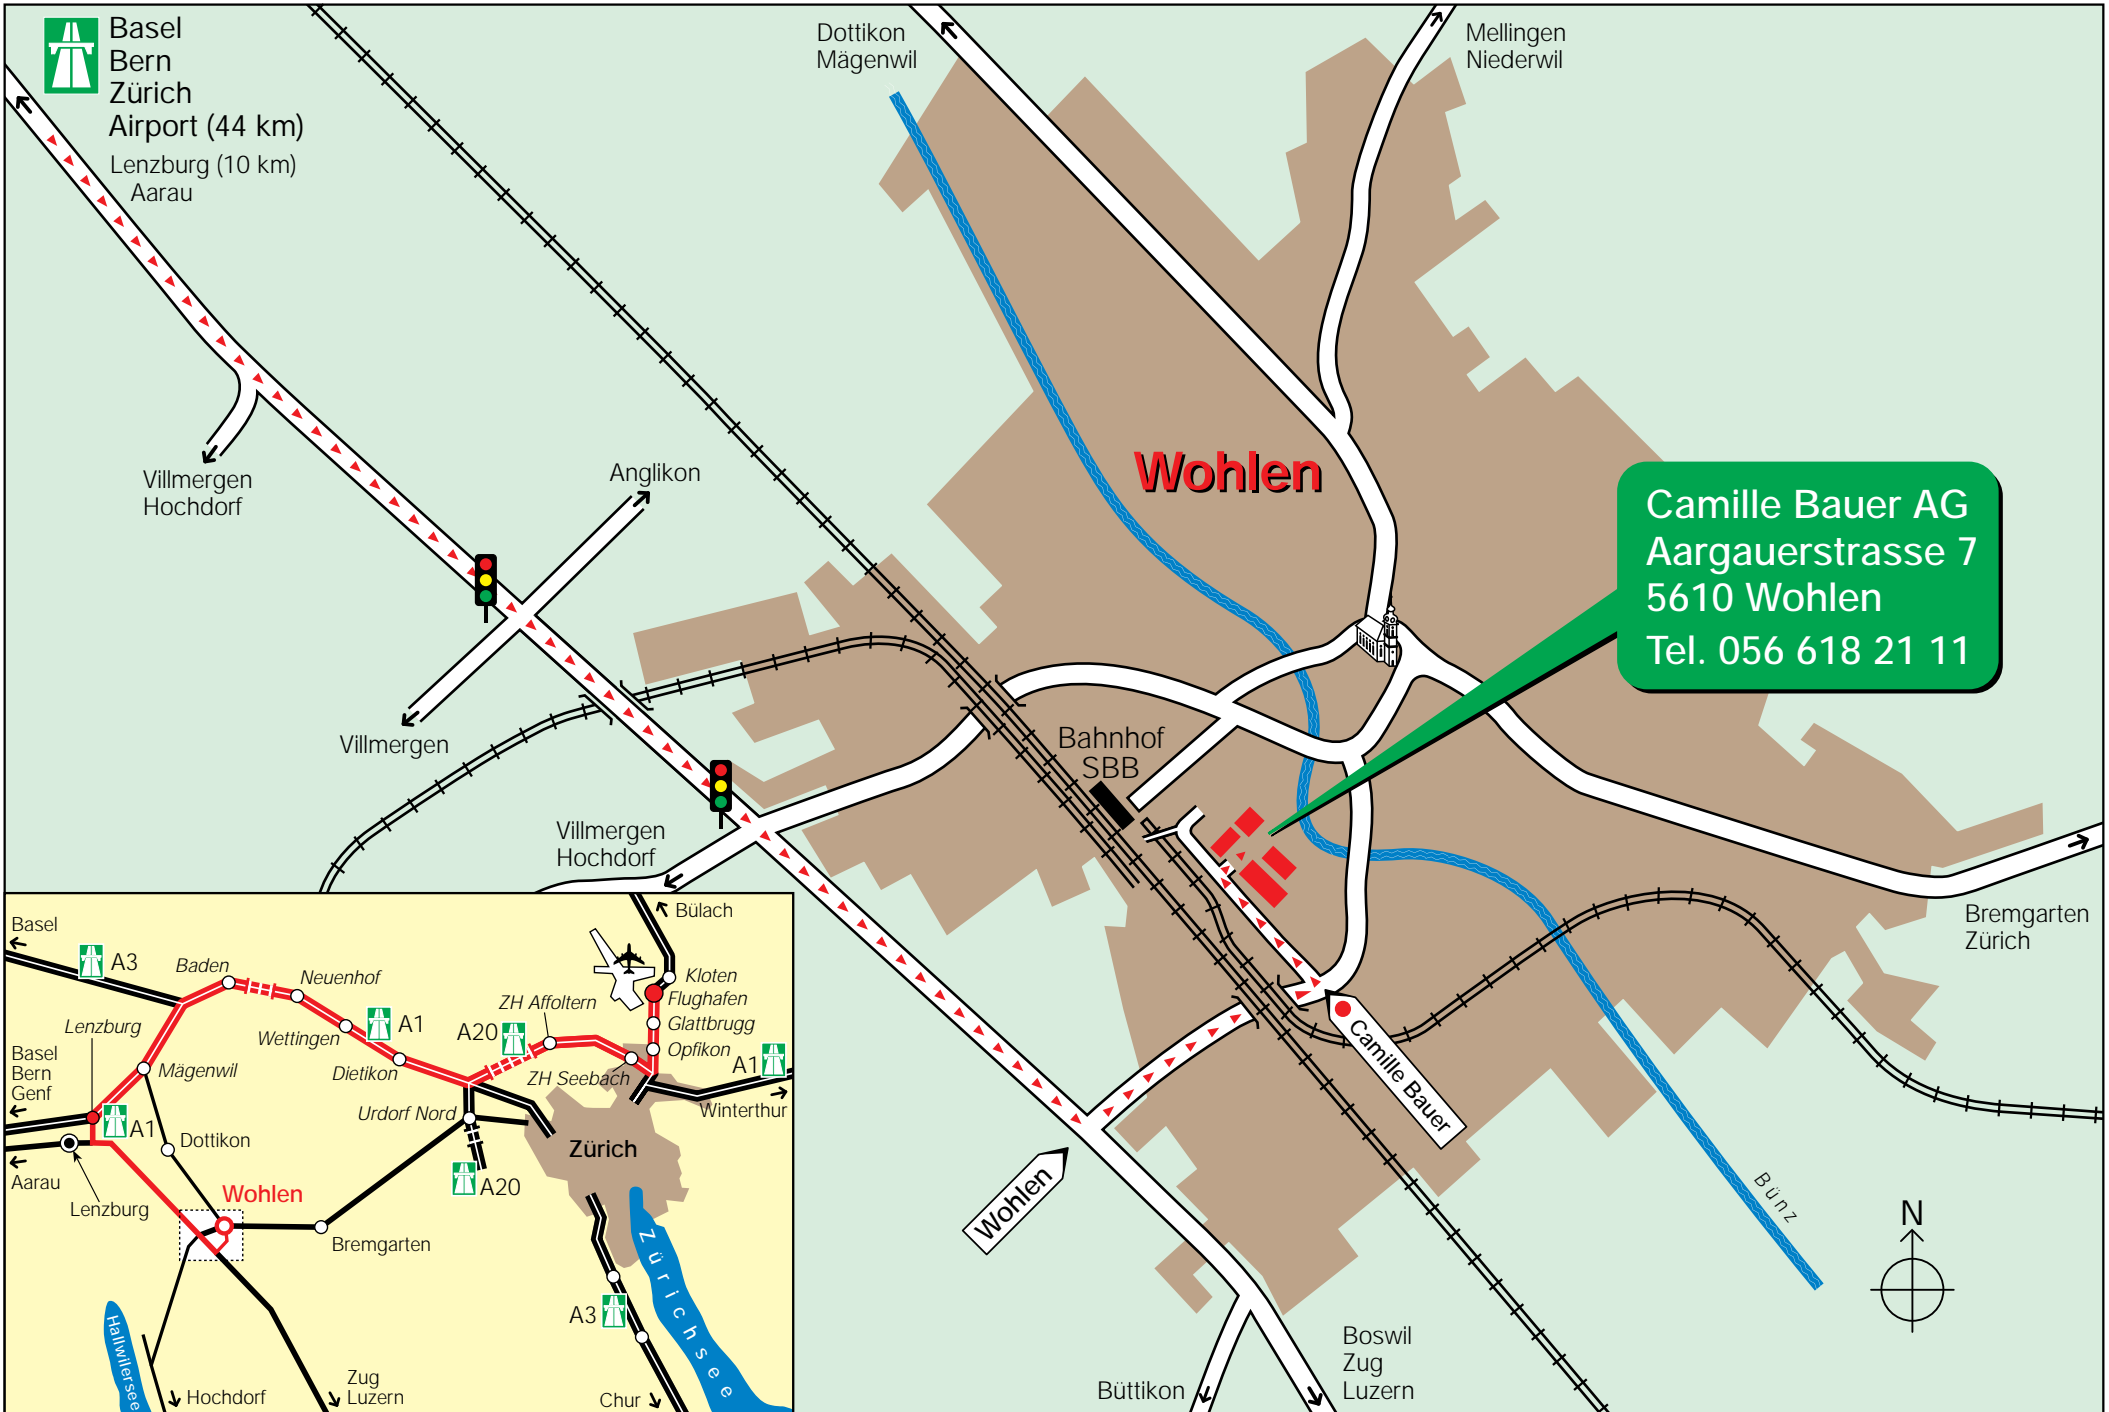 Basel
Bern
Zürich
Airport (44 km)
Lenzburg (10 km)
Aarau
Dottikon
Mägenwil
Mellingen
Niederwil
Villmergen
Hochdorf
Anglikon
Wohlen
Camille Bauer AG
Aargauerstrasse 7
5610 Wohlen
Tel. 056 618 21 11
Villmergen
Bahnhof
SBB
Villmergen
Hochdorf
Bremgarten
Zürich
Camille Bauer
Wohlen
Bünz
N
Büttikon
Boswil
Zug
Luzern
Basel
A3
Baden
Neuenhof
Bülach
Kloten
Flughafen
Glattbrugg
Opfikon
ZH Affoltern
A20
A1
Wettingen
Lenzburg
Basel
Bern
Genf
Mägenwil
Dietikon
ZH Seebach
A1
Winterthur
Urdorf Nord
A1
Dottikon
Zürich
Aarau
Lenzburg
A20
Wohlen
Bremgarten
Zürichsee
A3
Hallwilersee
Hochdorf
Zug
Luzern
Chur